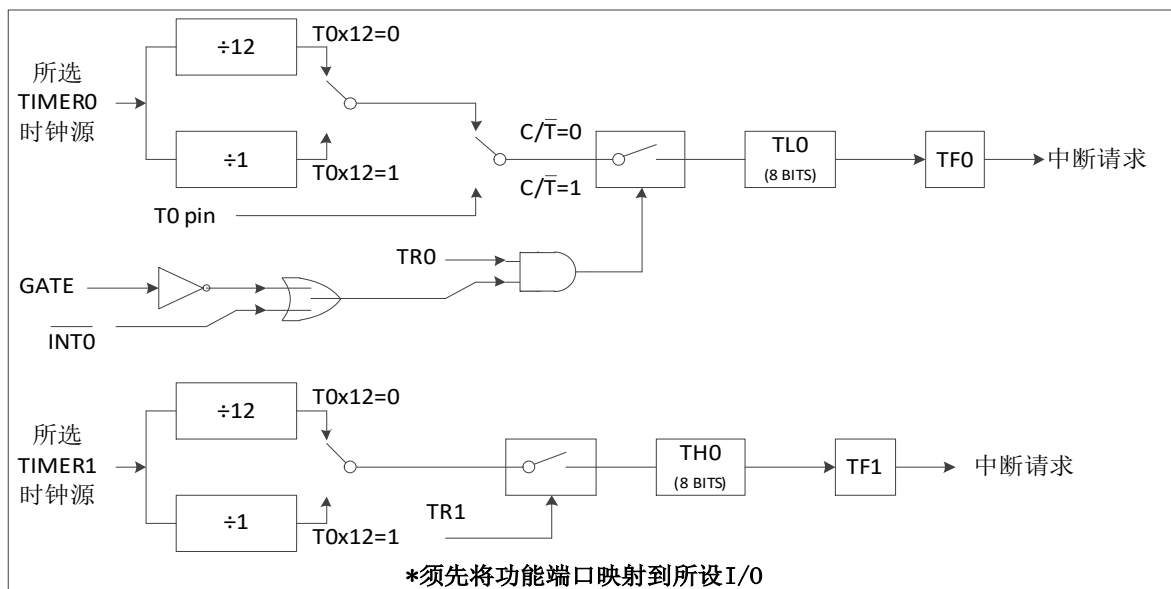 ÷12
T0x12=0
所选
TIMER0
时钟源
÷1
T0x12=1
C/T̅=0
C/T̅=1
TL0
(8 BITS)
TF0
中断请求
T0 pin
TR0
GATE
I̅N̅T̅0̅
÷12
T0x12=0
所选
TIMER1
时钟源
÷1
T0x12=1
TR1
TH0
(8 BITS)
TF1
中断请求
*须先将功能端口映射到所设I/O